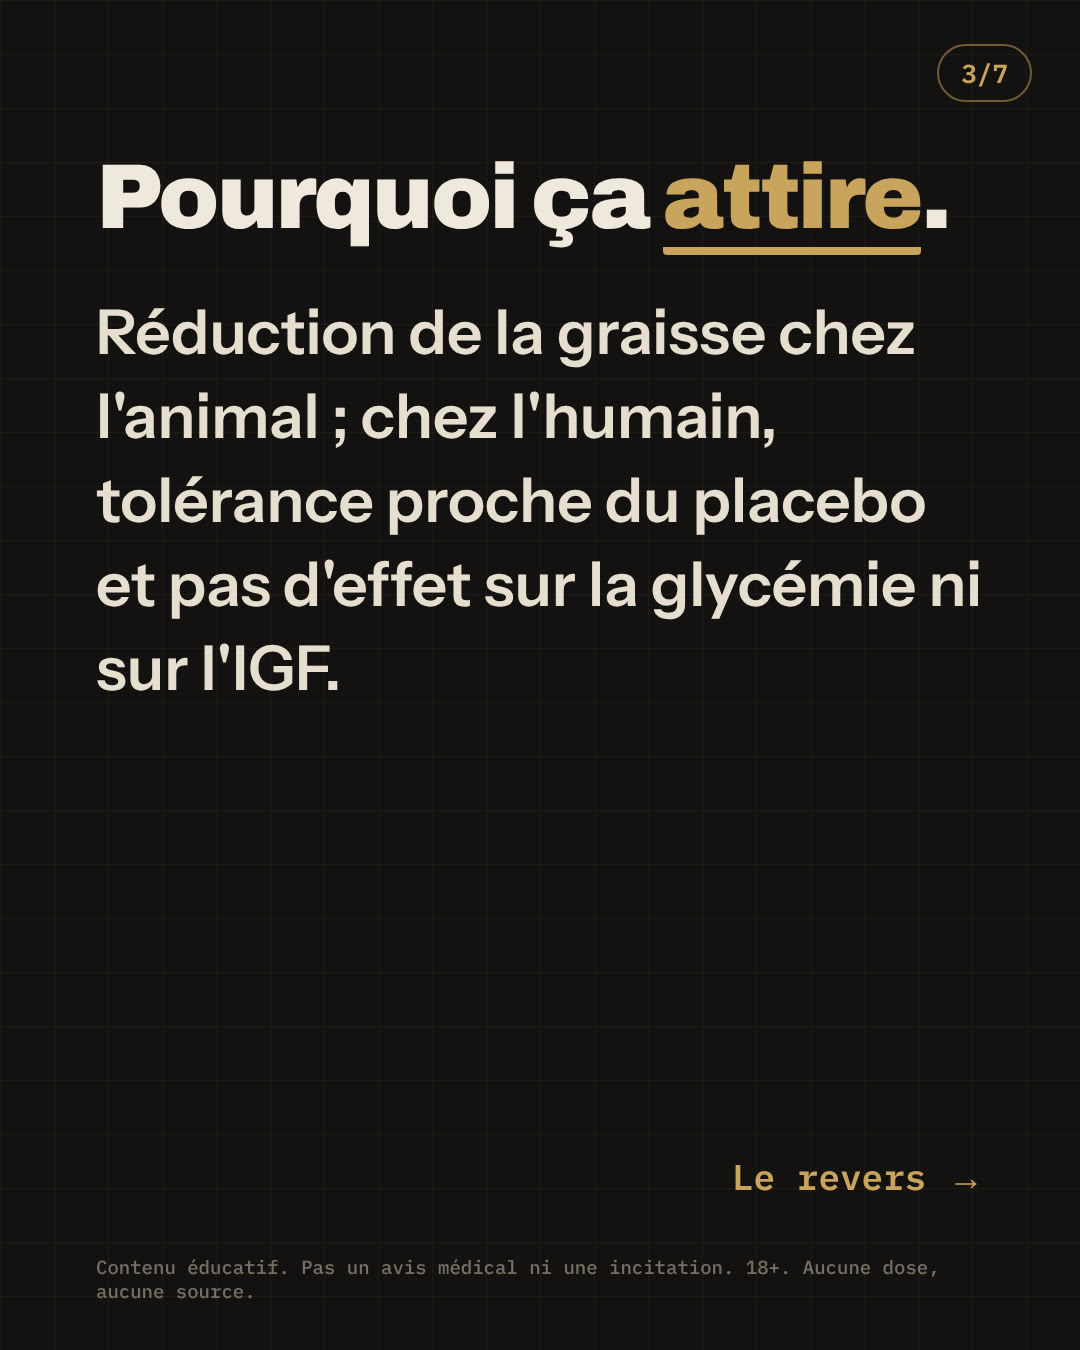 3/7
Pourquoi ça attire.
Réduction de la graisse chez
l'animal ; chez l'humain,
tolérance proche du placebo
et pas d'effet sur la glycémie ni
sur l'IGF.
Le revers →
Contenu éducatif. Pas un avis médical ni une incitation. 18+. Aucune dose,
aucune source.